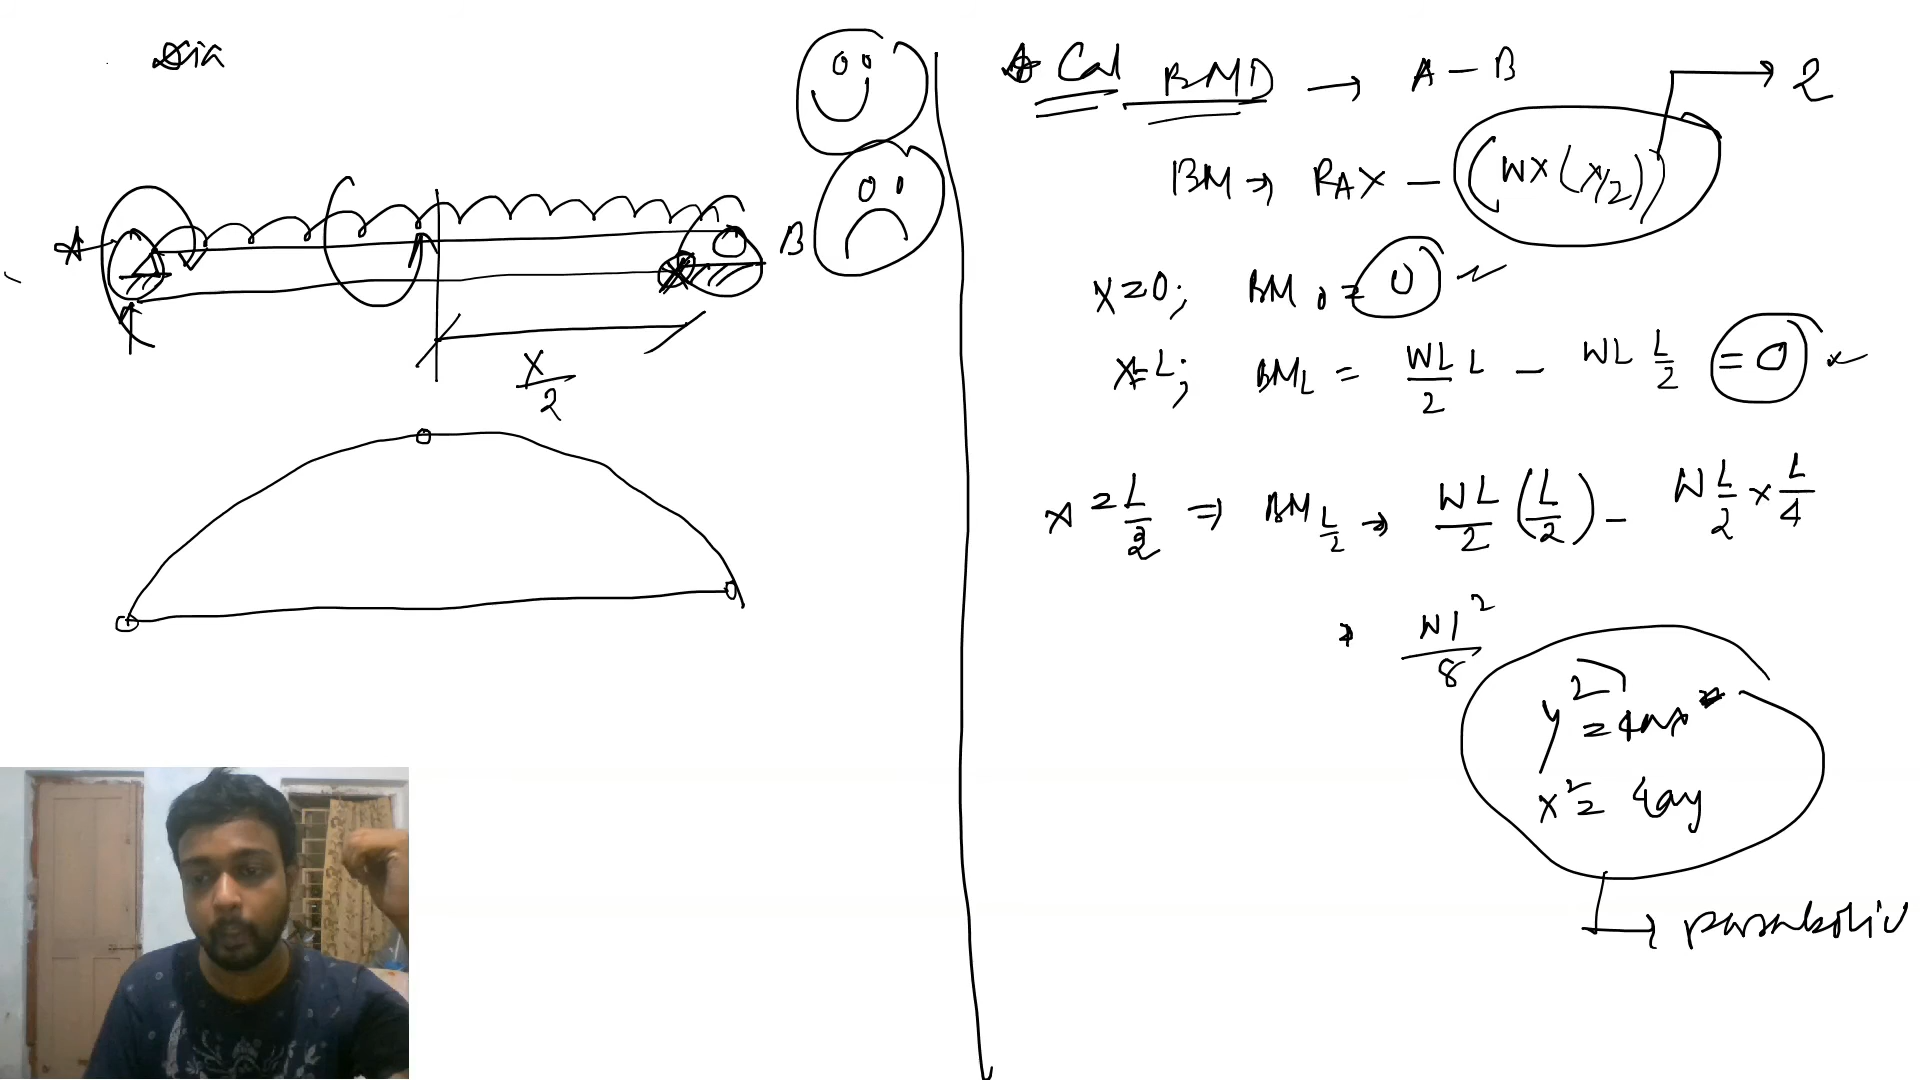 A
B
X/2
Cal BMD → A - B
2
BM → RAX - (WX(X/2))
X=0; BM0 = 0
X=L; BML = WL/2 L - WL L/2 = 0
X = L/2 ⇒ BM L/2 → WL/2 (L/2) - W L/2 × L/4
Wl²/8
y² = 4ax
x² = 4ay
parabolic